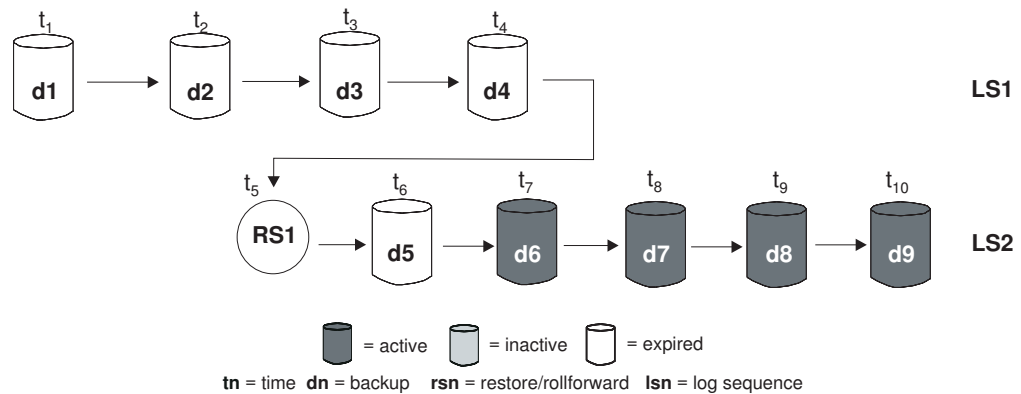 t1 t2 t3 t4
d1 d2 d3 d4 LS1
t5 t6 t7 t8 t9 t10
RS1 d5 d6 d7 d8 d9 LS2
= active = inactive = expired
tn = time dn = backup rsn = restore/rollforward lsn = log sequence